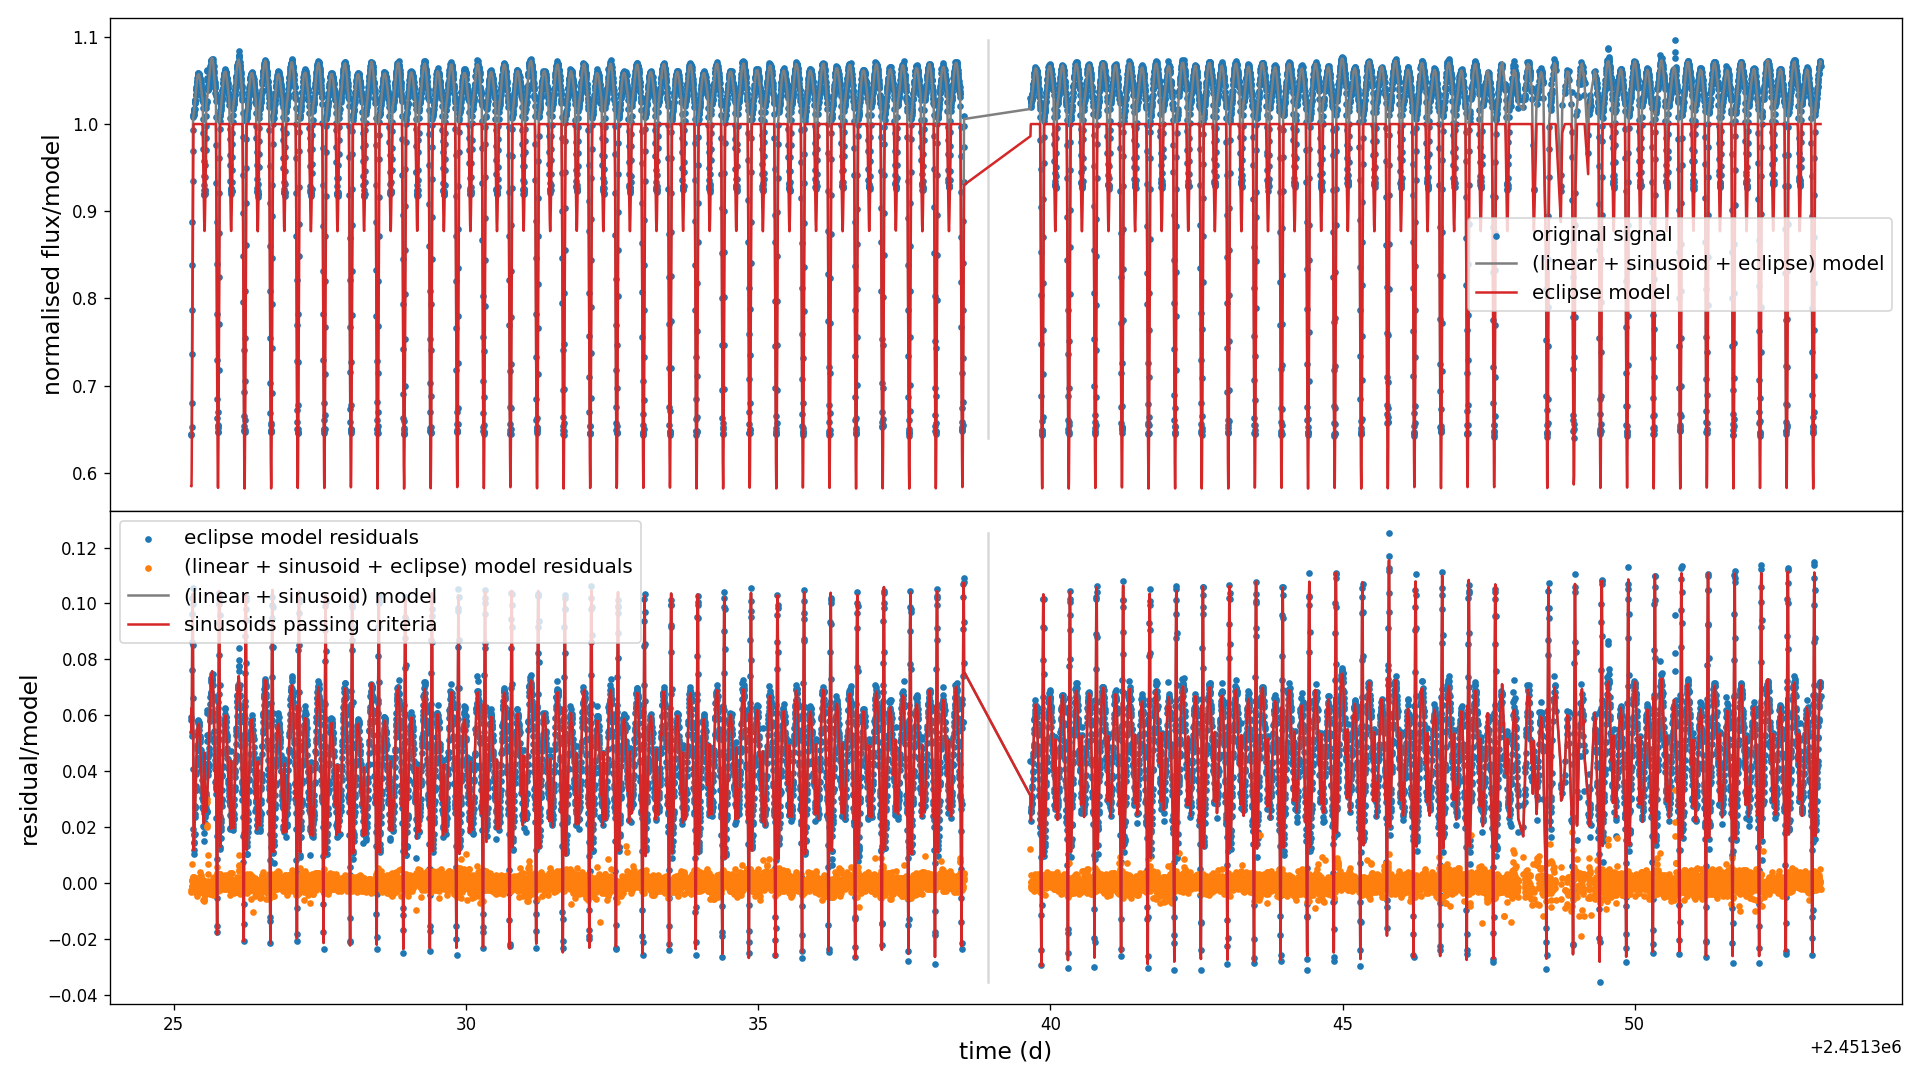 1.1
1.0
0.9
0.8
0.7
0.6
normalised flux/model
original signal
(linear + sinusoid + eclipse) model
eclipse model
0.12
0.10
0.08
0.06
0.04
0.02
0.00
−0.02
−0.04
residual/model
eclipse model residuals
(linear + sinusoid + eclipse) model residuals
(linear + sinusoid) model
sinusoids passing criteria
25
30
35
40
45
50
time (d)
+2.4513e6